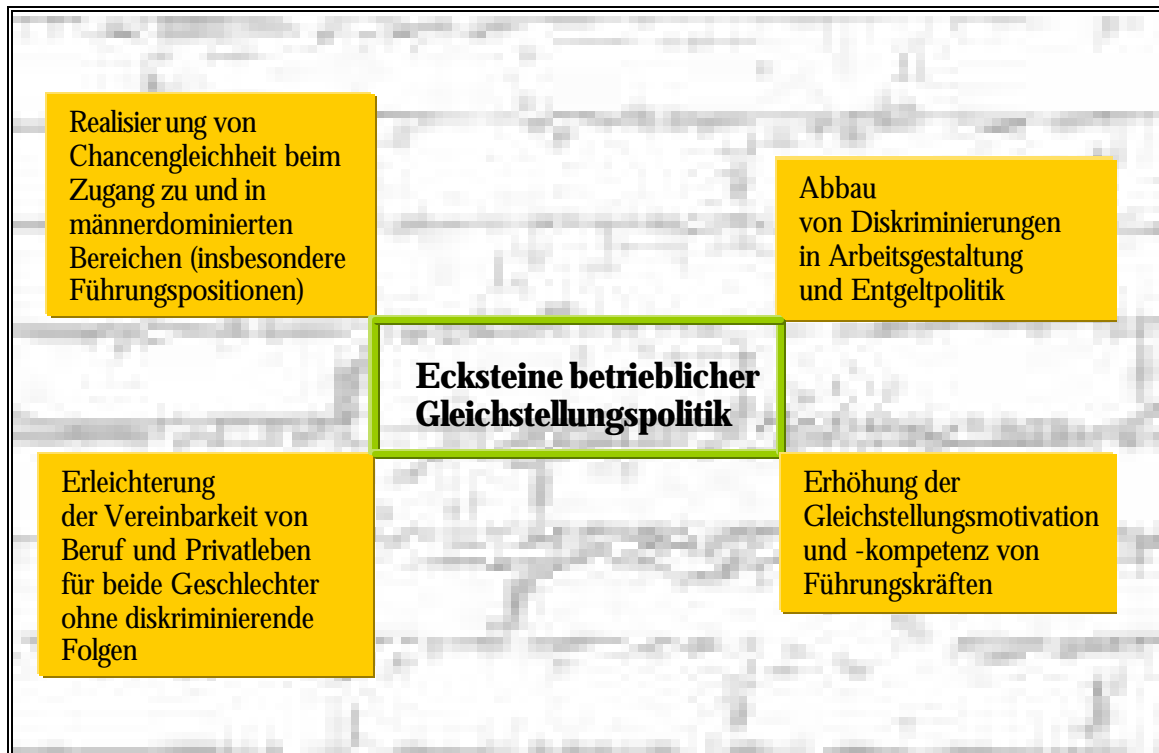 Realisierung von
Chancengleichheit beim
Zugang zu und in
männerdominierten
Bereichen (insbesondere
Führungspositionen)
Abbau
von Diskriminierungen
in Arbeitsgestaltung
und Entgeltpolitik
Ecksteine betrieblicher
Gleichstellungspolitik
Erleichterung
der Vereinbarkeit von
Beruf und Privatleben
für beide Geschlechter
ohne diskriminierende
Folgen
Erhöhung der
Gleichstellungsmotivation
und -kompetenz von
Führungskräften